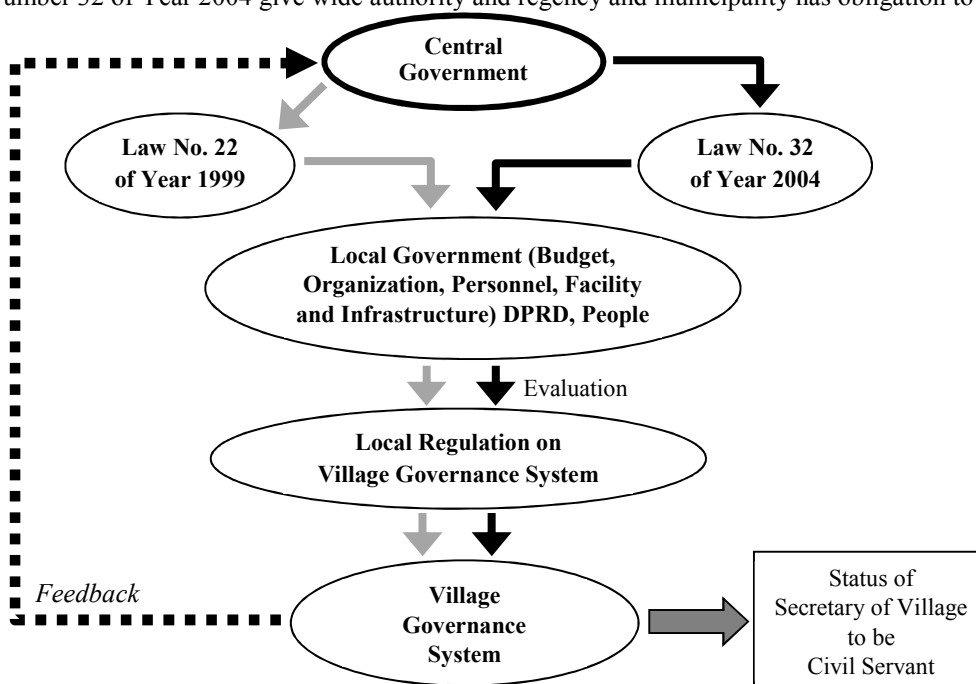 32 of Year 2004 give wide authority and regency and municipality has obligation to
Central
Government
Law No. 22
of Year 1999
Law No. 32
of Year 2004
Local Government (Budget,
Organization, Personnel, Facility
and Infrastructure) DPRD, People
Evaluation
Local Regulation on
Village Governance System
Feedback
Village
Governance
System
Status of
Secretary of Village
to be
Civil Servant